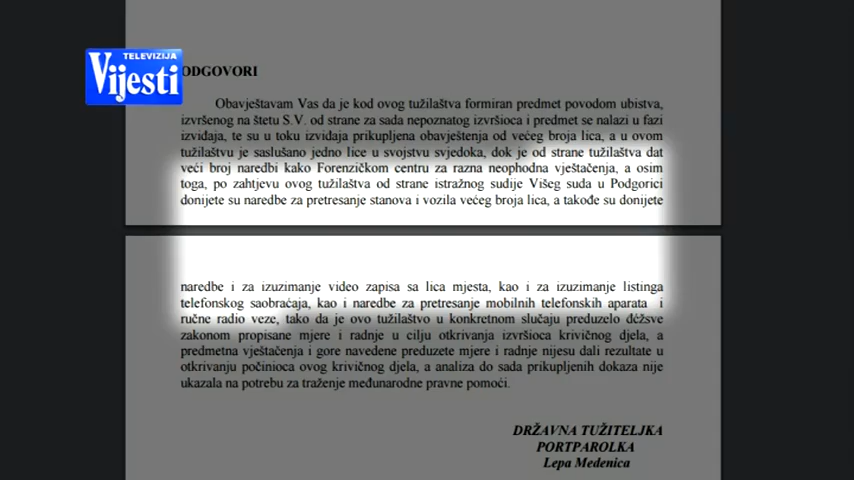 TELEVIZIJA
Vijesti
ODGOVORI
Obavještavam Vas da je kod ovog tužilaštva formiran predmet povodom ubistva,
izvršenog na štetu S.V. od strane za sada nepoznatog izvršioca i predmet se nalazi u fazi
izviđaja, te su u toku izviđaja prikupljena obavještenja od većeg broja lica, a u ovom
tužilaštvu je saslušano jedno lice u svojstvu svjedoka, dok je od strane tužilaštva dat
veći broj naredbi kako Forenzičkom centru za razna neophodna vještačenja, a osim
toga, po zahtjevu ovog tužilaštva od strane istražnog sudije Višeg suda u Podgorici
donijete su naredbe za pretresanje stanova i vozila većeg broja lica, a takođe su donijete
naredbe i za izuzimanje video zapisa sa lica mjesta, kao i za izuzimanje listinga
telefonskog saobraćaja, kao i naredbe za pretresanje mobilnih telefonskih aparata i
ručne radio veze, tako da je ovo tužilaštvo u konkretnom slučaju preduzelo đćžsve
zakonom propisane mjere i radnje u cilju otkrivanja izvršioca krivičnog djela, a
predmetna vještačenja i gore navedene preduzete mjere i radnje nijesu dali rezultate u
otkrivanju počinioca ovog krivičnog djela, a analiza do sada prikupljenih dokaza nije
ukazala na potrebu za traženje međunarodne pravne pomoći.
DRŽAVNA TUŽITELJKA
PORTPAROLKA
Lepa Medenica